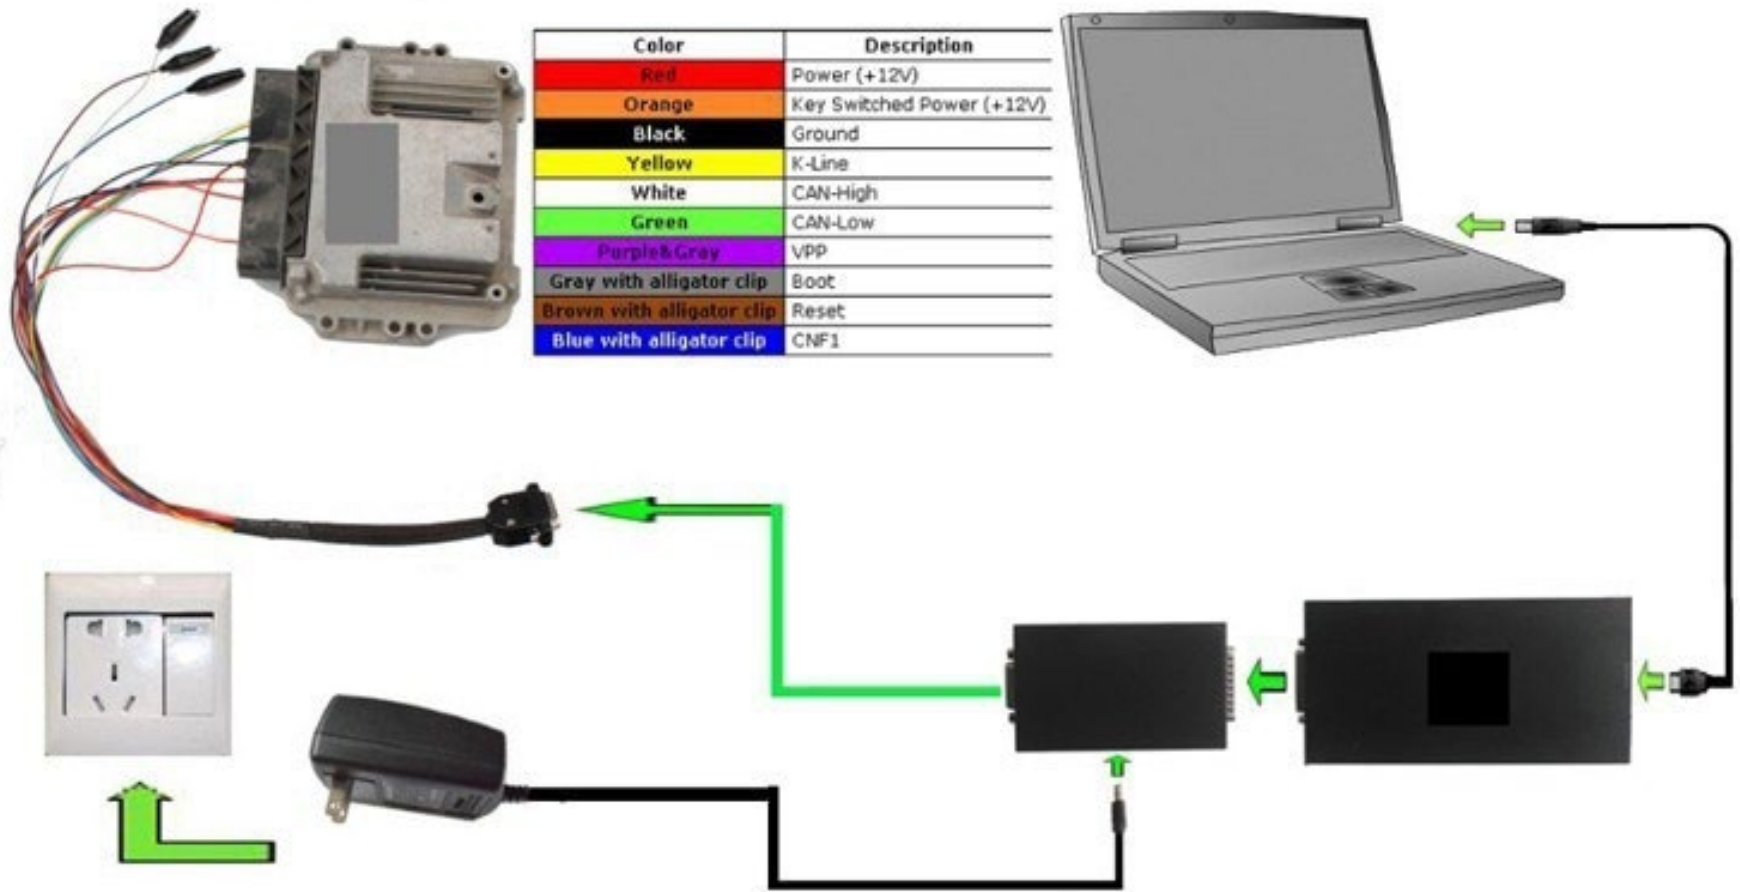 Color Description
Red Power (+12V)
Orange Key Switched Power (+12V)
Black Ground
Yellow K-Line
White CAN-High
Green CAN-Low
Purple&Gray VPP
Gray with alligator clip Boot
Brown with alligator clip Reset
Blue with alligator clip CNF1